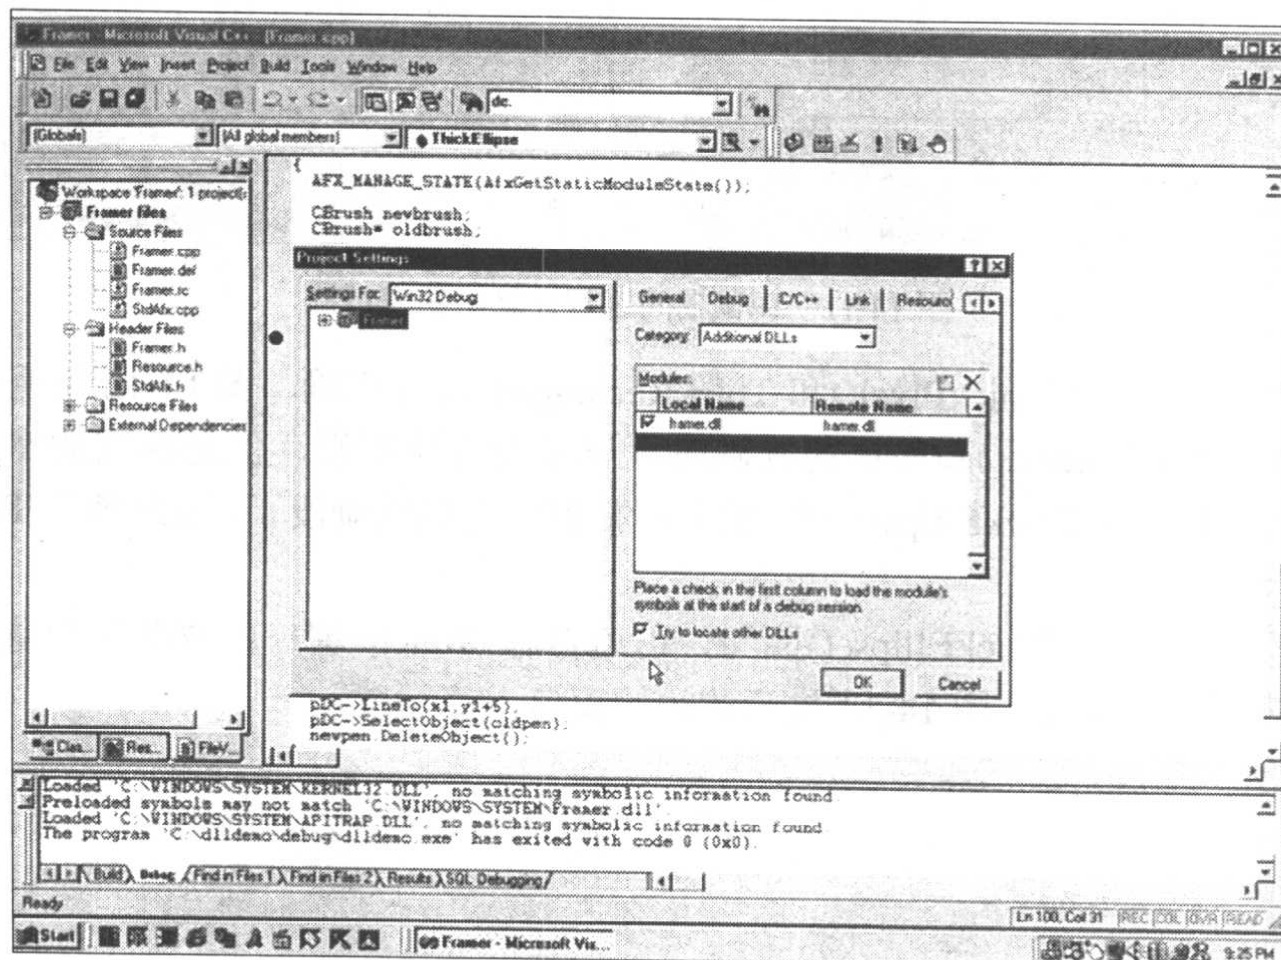 Framer - Microsoft Visual C++ - [Framer.cpp]
File Edit View Insert Project Build Tools Window Help
de.
(Globals) (All global members) ThickEllipse
Workspace 'Framer': 1 project(s
Framer files
Source Files
Framer.cpp
Framer.def
Framer.rc
StdAfx.cpp
Header Files
Framer.h
Resource.h
StdAfx.h
Resource Files
External Dependencies
Clas... Res... FileV...
{
AFX_MANAGE_STATE(AfxGetStaticModuleState());
CBrush newbrush;
CBrush* oldbrush;
Project Settings
Settings For: Win32 Debug
Framer
General Debug C/C++ Link Resourc
Category: Additional DLLs
Modules:
Local Name Remote Name
framer.dll framer.dll
Place a check in the first column to load the module's
symbols at the start of a debug session.
Try to locate other DLLs
OK Cancel
pDC->LineTo(x1,y1+5);
pDC->SelectObject(oldpen);
newpen.DeleteObject();
Loaded 'C:\WINDOWS\SYSTEM\KERNEL32.DLL', no matching symbolic information found.
Preloaded symbols may not match 'C:\WINDOWS\SYSTEM\Framer.dll'.
Loaded 'C:\WINDOWS\SYSTEM\APITRAP.DLL', no matching symbolic information found.
The program 'C:\dlldemo\debug\dlldemo.exe' has exited with code 0 (0x0).
Build Debug Find in Files 1 Find in Files 2 Results SQL Debugging
Ready
Ln 100, Col 31 REC COL OVR READ
Start Framer - Microsoft Vis... 9:25 PM